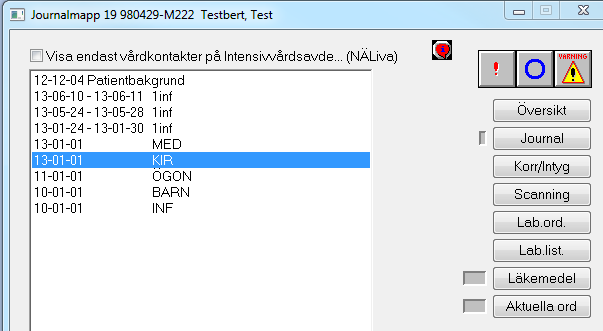 Journalmapp 19 980429-M222 Testbert, Test
Visa endast vårdkontakter på Intensivvårdsavde... (NÄLiva)
12-12-04 Patientbakgrund
13-06-10 - 13-06-11 1inf
13-05-24 - 13-05-28 1inf
13-01-24 - 13-01-30 1inf
13-01-01 MED
13-01-01 KIR
11-01-01 ÖGON
10-01-01 BARN
10-01-01 INF
!
VARNING
!
Översikt
Journal
Korr/Intyg
Scanning
Lab.ord.
Lab.list.
Läkemedel
Aktuella ord